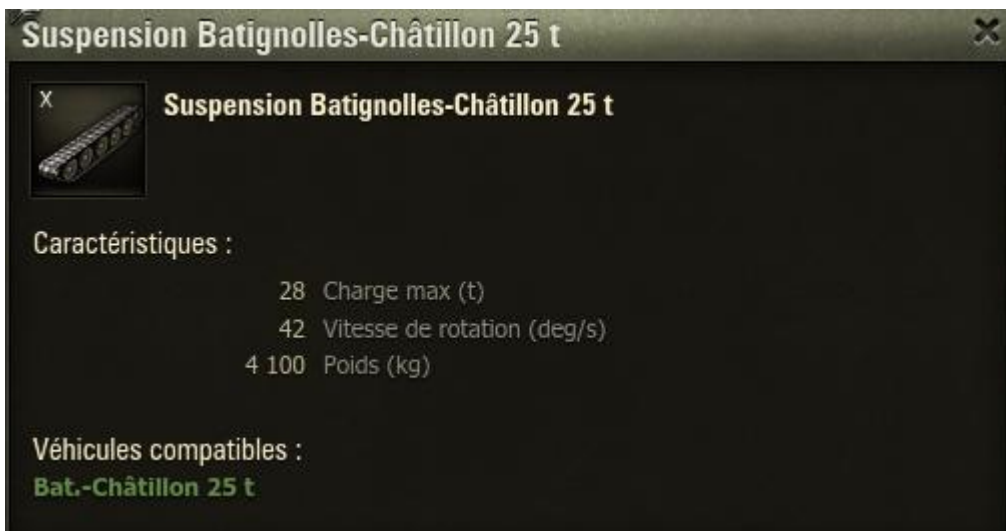 Suspension Batignolles-Châtillon 25 t
X
Suspension Batignolles-Châtillon 25 t
Caractéristiques :
28 Charge max (t)
42 Vitesse de rotation (deg/s)
4 100 Poids (kg)
Véhicules compatibles :
Bat.-Châtillon 25 t